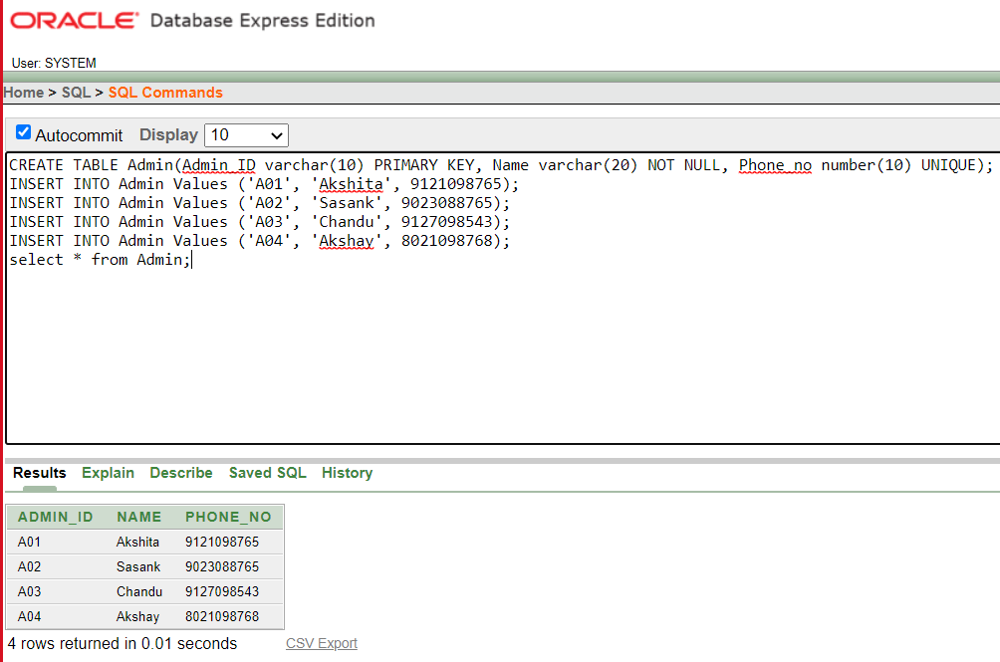 ORACLE® Database Express Edition
User: SYSTEM
Home > SQL > SQL Commands
Autocommit Display 10
CREATE TABLE Admin(Admin_ID varchar(10) PRIMARY KEY, Name varchar(20) NOT NULL, Phone_no number(10) UNIQUE);
INSERT INTO Admin Values ('A01', 'Akshita', 9121098765);
INSERT INTO Admin Values ('A02', 'Sasank', 9023088765);
INSERT INTO Admin Values ('A03', 'Chandu', 9127098543);
INSERT INTO Admin Values ('A04', 'Akshay', 8021098768);
select * from Admin;
Results Explain Describe Saved SQL History
ADMIN_ID NAME PHONE_NO
A01 Akshita 9121098765
A02 Sasank 9023088765
A03 Chandu 9127098543
A04 Akshay 8021098768
4 rows returned in 0.01 seconds CSV Export